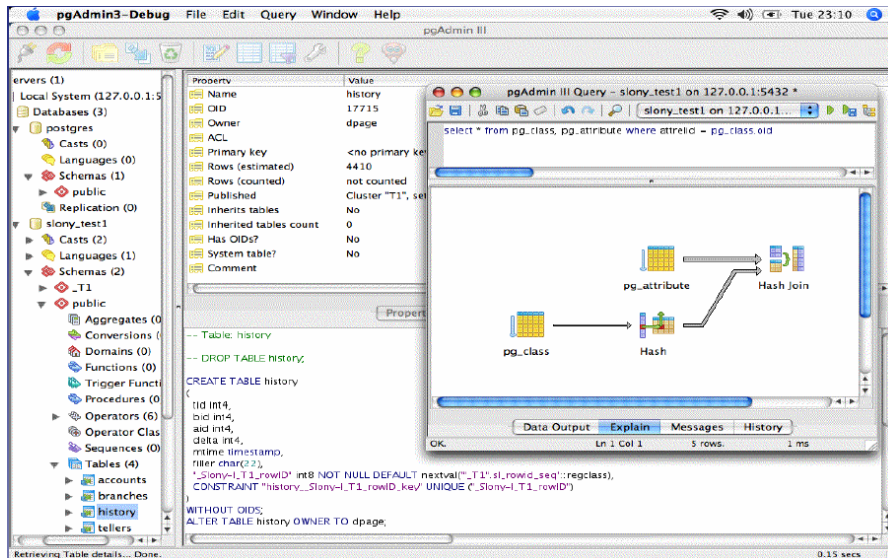 pgAdmin3-Debug File Edit Query Window Help Tue 23:10
pgAdmin III
ervers (1)
Local System (127.0.0.1:5
Databases (3)
postgres
Casts (0)
Languages (0)
Schemas (1)
public
Replication (0)
slony_test1
Casts (2)
Languages (1)
Schemas (2)
_T1
public
Aggregates (0
Conversions (
Domains (0)
Functions (0)
Trigger Functi
Procedures (0
Operators (6)
Operator Clas
Sequences (0)
Tables (4)
accounts
branches
history
tellers
Property Value
Name history
OID 17715
Owner dpage
ACL
Primary key <no primary ke
Rows (estimated) 4410
Rows (counted) not counted
Published Cluster "T1", set
Inherits tables No
Inherited tables count 0
Has OIDs? No
System table? No
Comment
Propert
-- Table: history
-- DROP TABLE history;
CREATE TABLE history
(
tid int4,
bid int4,
aid int4,
delta int4,
mtime timestamp,
filler char(22),
"_Slony-I_T1_rowID" int8 NOT NULL DEFAULT nextval('"_T1".sl_rowid_seq'::regclass),
CONSTRAINT "history__Slony-I_T1_rowID_key" UNIQUE ("_Slony-I_T1_rowID")
)
WITHOUT OIDS;
ALTER TABLE history OWNER TO dpage;
pgAdmin III Query - slony_test1 on 127.0.0.1:5432 *
slony_test1 on 127.0.0.1...
select * from pg_class, pg_attribute where attrelid = pg_class.oid
pg_attribute
Hash Join
pg_class
Hash
Data Output Explain Messages History
OK. Ln 1 Col 1 5 rows. 1 ms
Retrieving Table details... Done. 0.15 secs